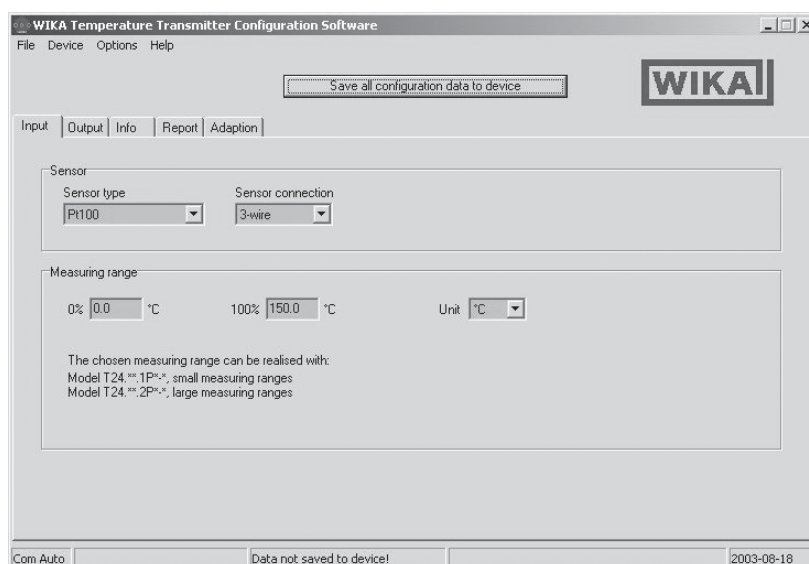 WIKA Temperature Transmitter Configuration Software
File Device Options Help
Save all configuration data to device
WIKA
Input Output Info Report Adaption
Sensor
Sensor type Sensor connection
Pt100 3-wire
Measuring range
0% 0.0 °C 100% 150.0 °C Unit °C
The chosen measuring range can be realised with:
Model T24.**.1P*-*, small measuring ranges
Model T24.**.2P*-*, large measuring ranges
Com Auto Data not saved to device! 2003-08-18